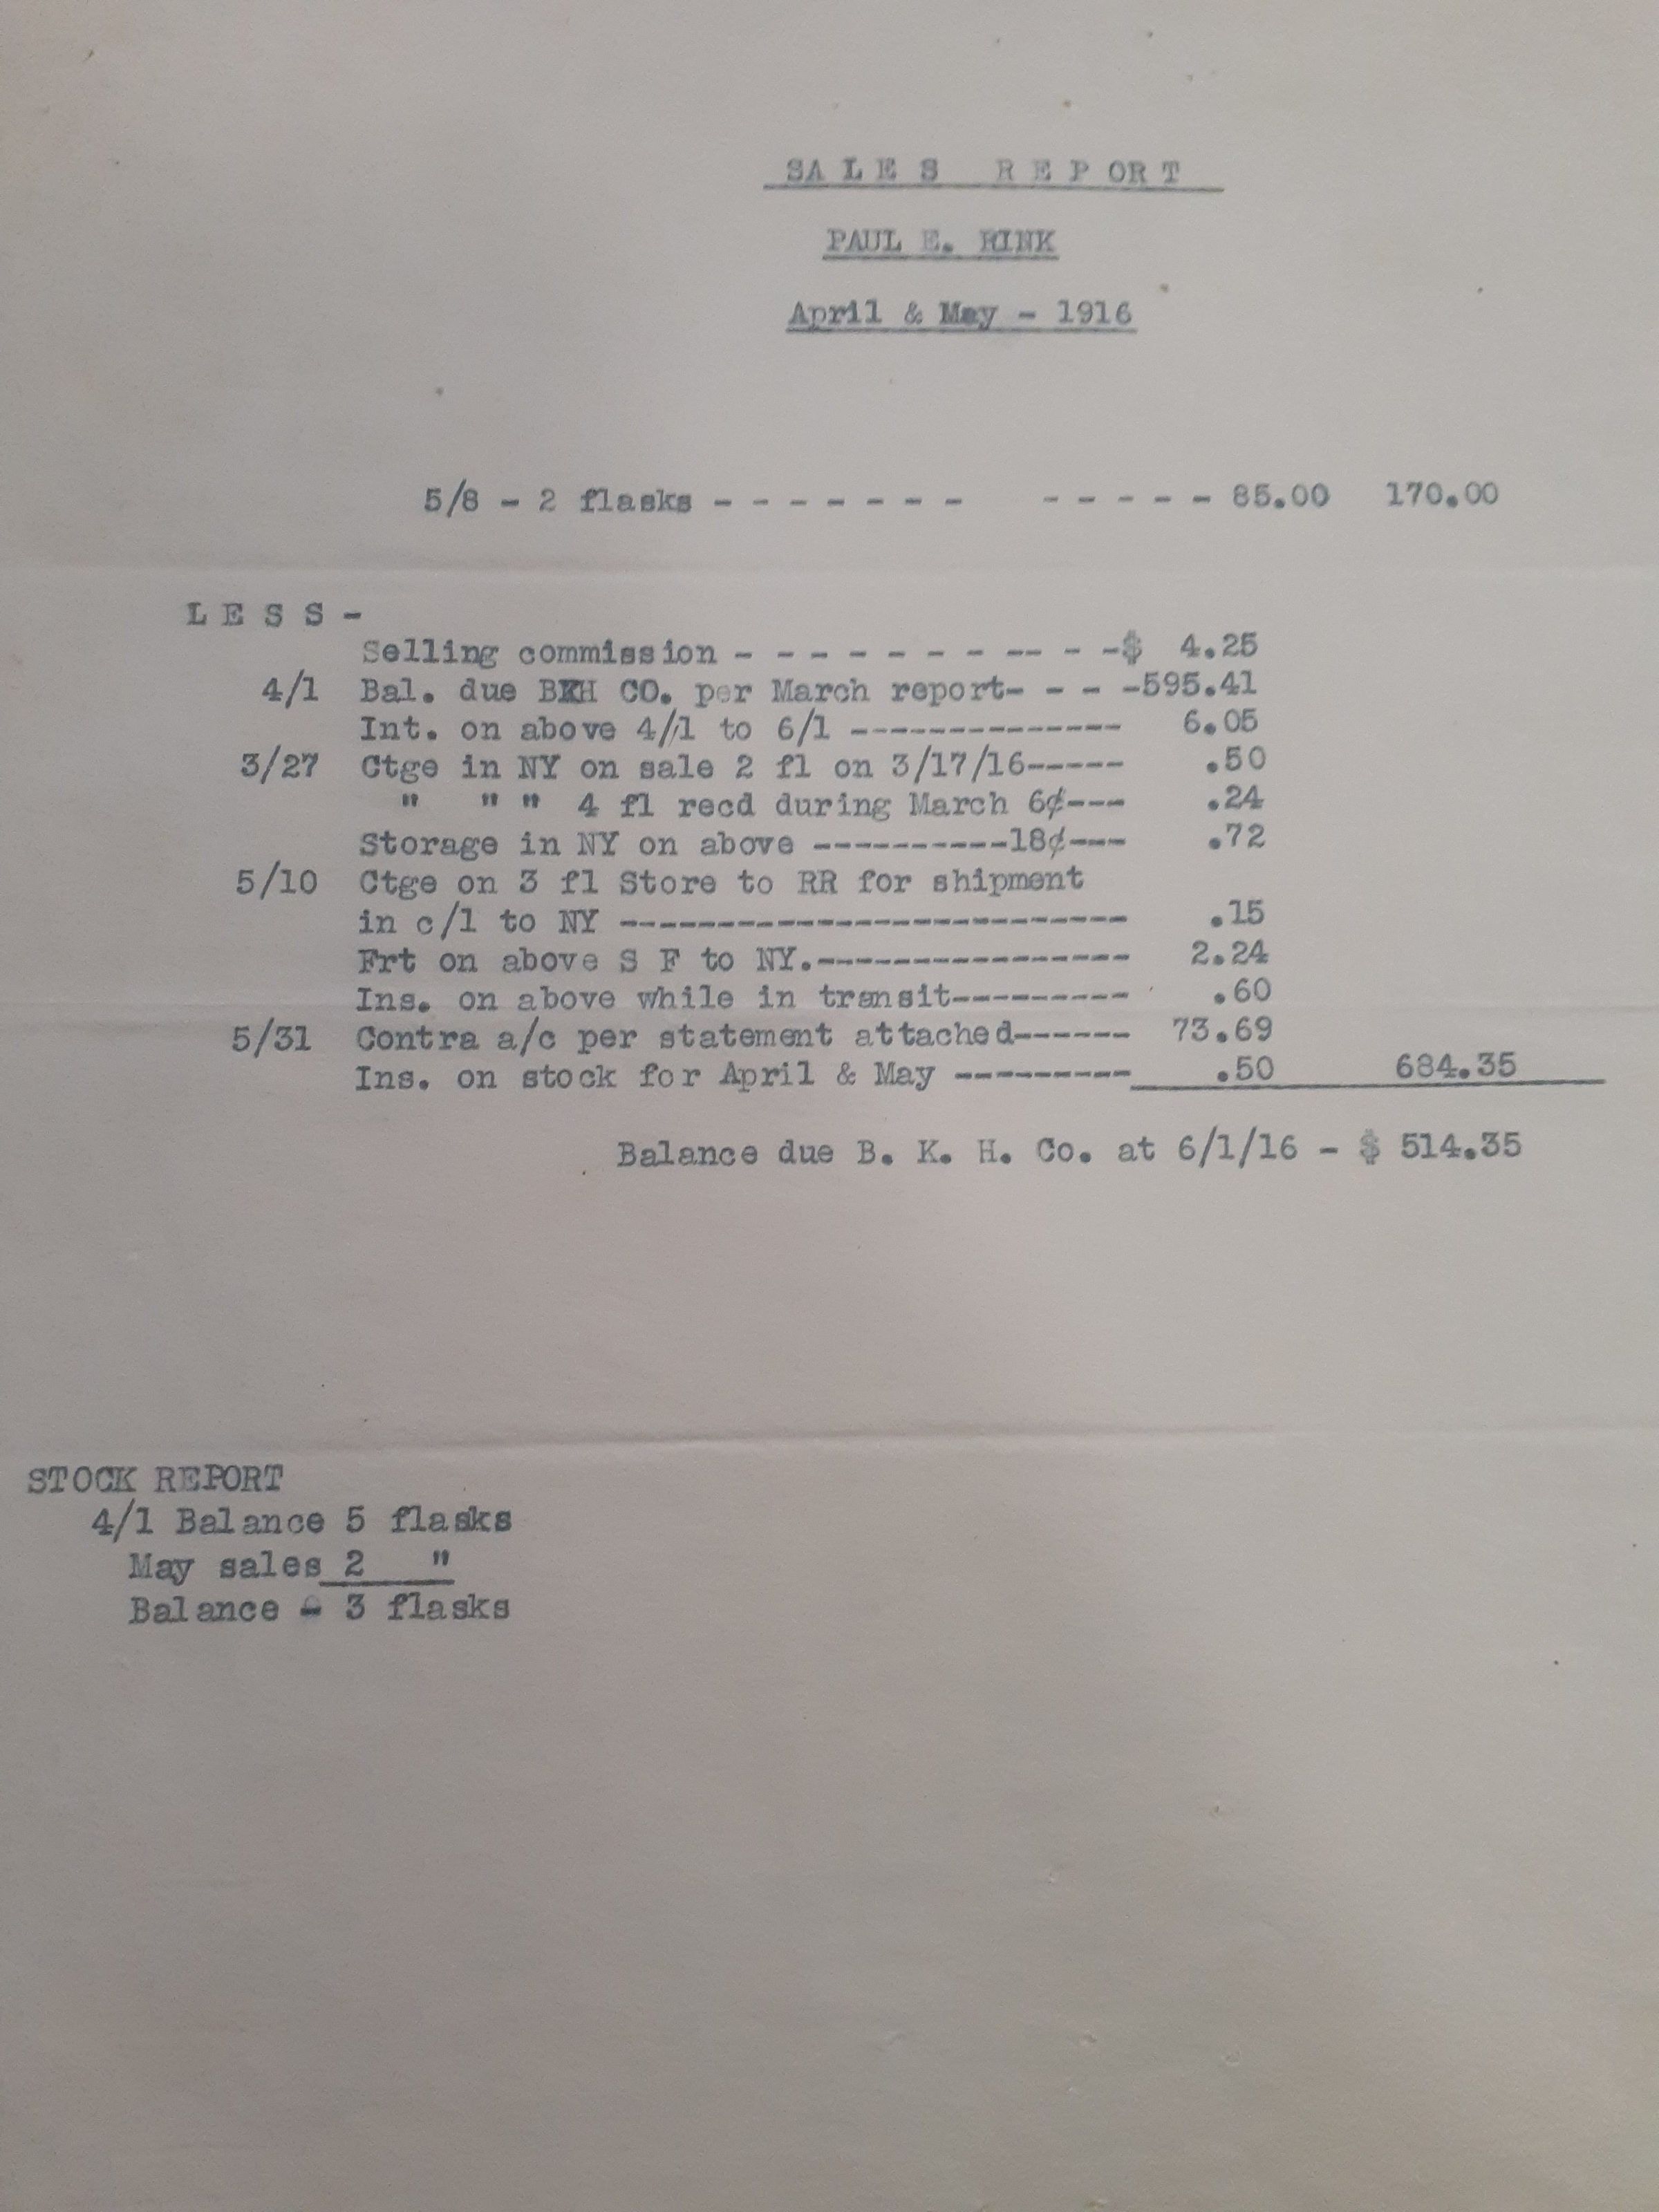 SALES REPORT
PAUL E. RINK
April & May - 1916
5/8 - 2 flasks - - - - - - - - - - - - 85.00 170.00
LESS-
Selling commission - - - - - - - - -- - -$ 4.25
4/1 Bal. due BKH CO. per March report- - - -595.41
Int. on above 4/1 to 6/1 -------------- 6.05
3/27 Ctge in NY on sale 2 fl on 3/17/16----- .50
" " " 4 fl recd during March 6¢--- .24
Storage in NY on above ----------18¢--- .72
5/10 Ctge on 3 fl Store to RR for shipment
in c/l to NY -------------------------- .15
Frt on above S F to NY.---------------- 2.24
Ins. on above while in transit--------- .60
5/31 Contra a/c per statement attached------ 73.69
Ins. on stock for April & May --------- .50 684.35
Balance due B. K. H. Co. at 6/1/16 - $ 514.35
STOCK REPORT
4/1 Balance 5 flasks
May sales 2 "
Balance - 3 flasks